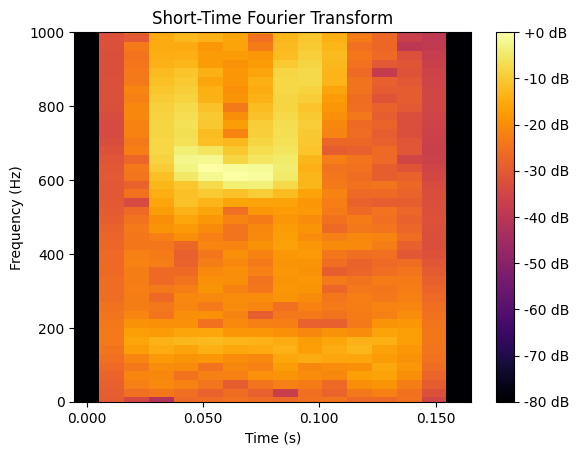 Short-Time Fourier Transform
Frequency (Hz)
1000
800
600
400
200
0
0.000
0.050
0.100
0.150
Time (s)
+0 dB
-10 dB
-20 dB
-30 dB
-40 dB
-50 dB
-60 dB
-70 dB
-80 dB